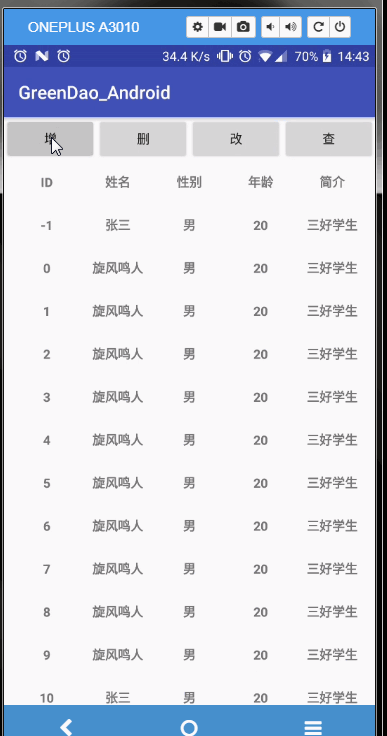 ONEPLUS A3010
34.4 K/s 70% 14:43
GreenDao_Android
增 删 改 查
ID 姓名 性别 年龄 简介
-1 张三 男 20 三好学生
0 旋风鸣人 男 20 三好学生
1 旋风鸣人 男 20 三好学生
2 旋风鸣人 男 20 三好学生
3 旋风鸣人 男 20 三好学生
4 旋风鸣人 男 20 三好学生
5 旋风鸣人 男 20 三好学生
6 旋风鸣人 男 20 三好学生
7 旋风鸣人 男 20 三好学生
8 旋风鸣人 男 20 三好学生
9 旋风鸣人 男 20 三好学生
10 张三 男 20 三好学生